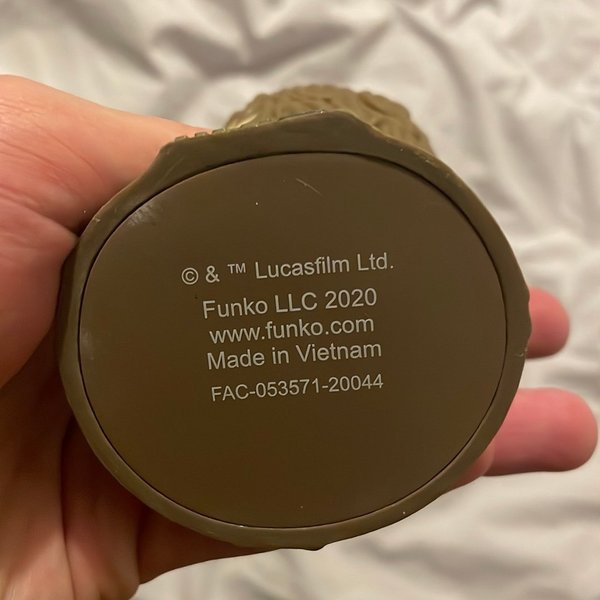 © & ™ Lucasfilm Ltd.
Funko LLC 2020
www.funko.com
Made in Vietnam
FAC-053571-20044